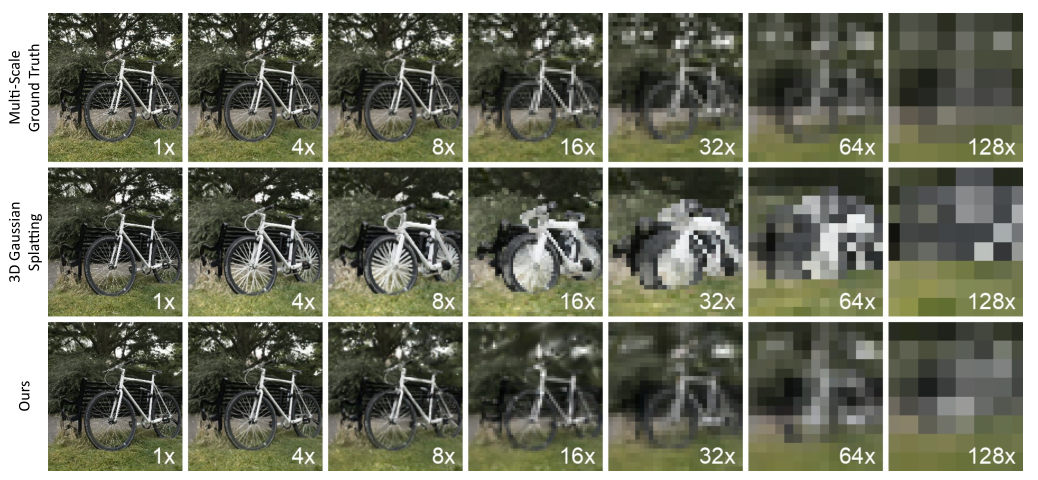 Multi-Scale
Ground Truth
1x
4x
8x
16x
32x
64x
128x
3D Gaussian
Splatting
1x
4x
8x
16x
32x
64x
128x
Ours
1x
4x
8x
16x
32x
64x
128x